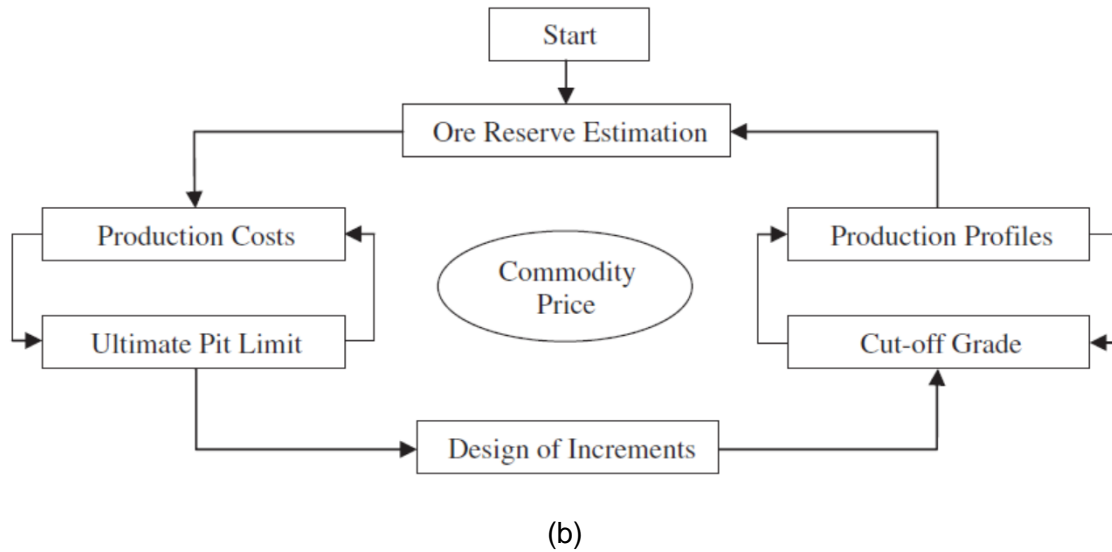 Start
Ore Reserve Estimation
Production Costs
Production Profiles
Commodity
Price
Ultimate Pit Limit
Cut-off Grade
Design of Increments
(b)